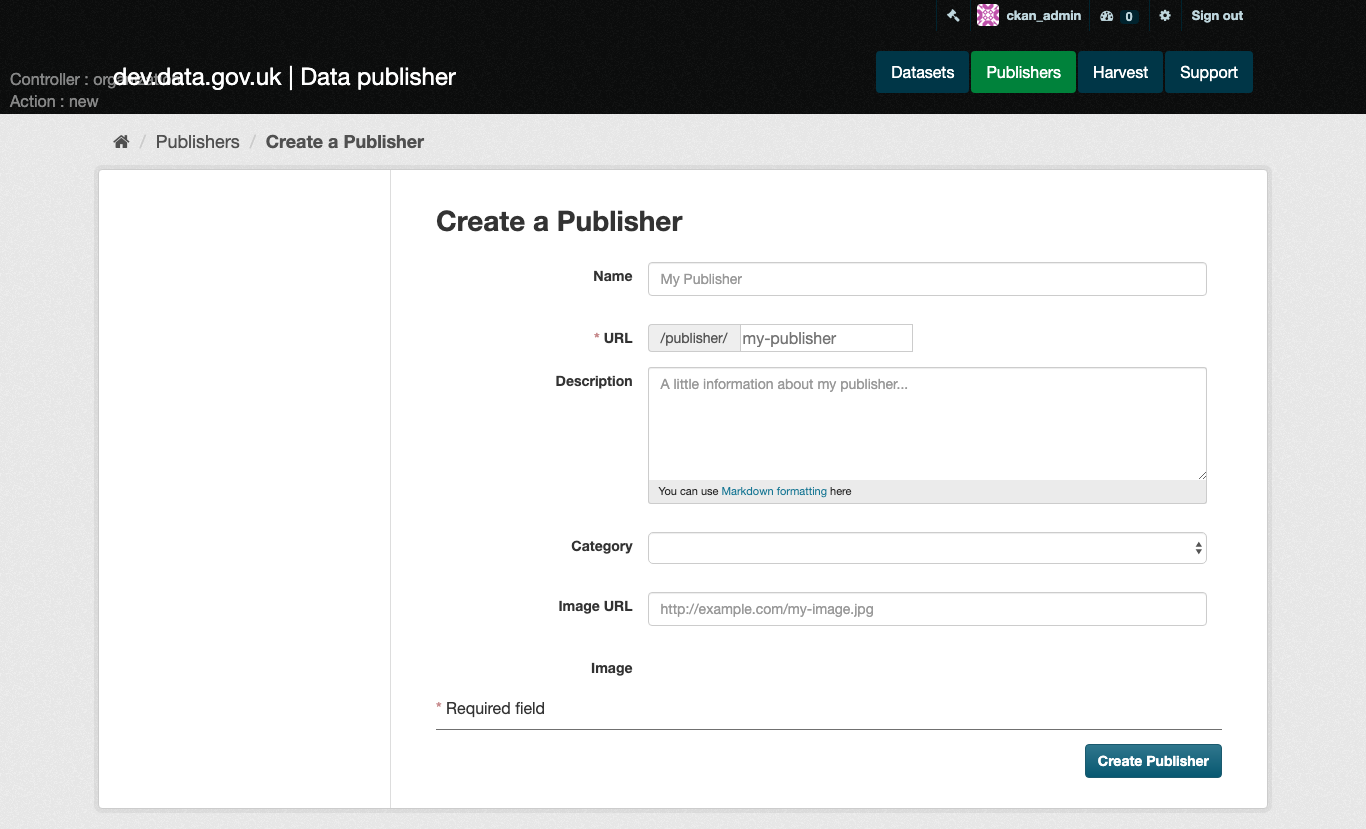 ckan_admin 0 Sign out
dev.data.gov.uk | Data publisher
Datasets Publishers Harvest Support
Controller : organization
Action : new
/ Publishers / Create a Publisher
Create a Publisher
Name My Publisher
* URL /publisher/ my-publisher
Description A little information about my publisher...
You can use Markdown formatting here
Category
Image URL http://example.com/my-image.jpg
Image
* Required field
Create Publisher